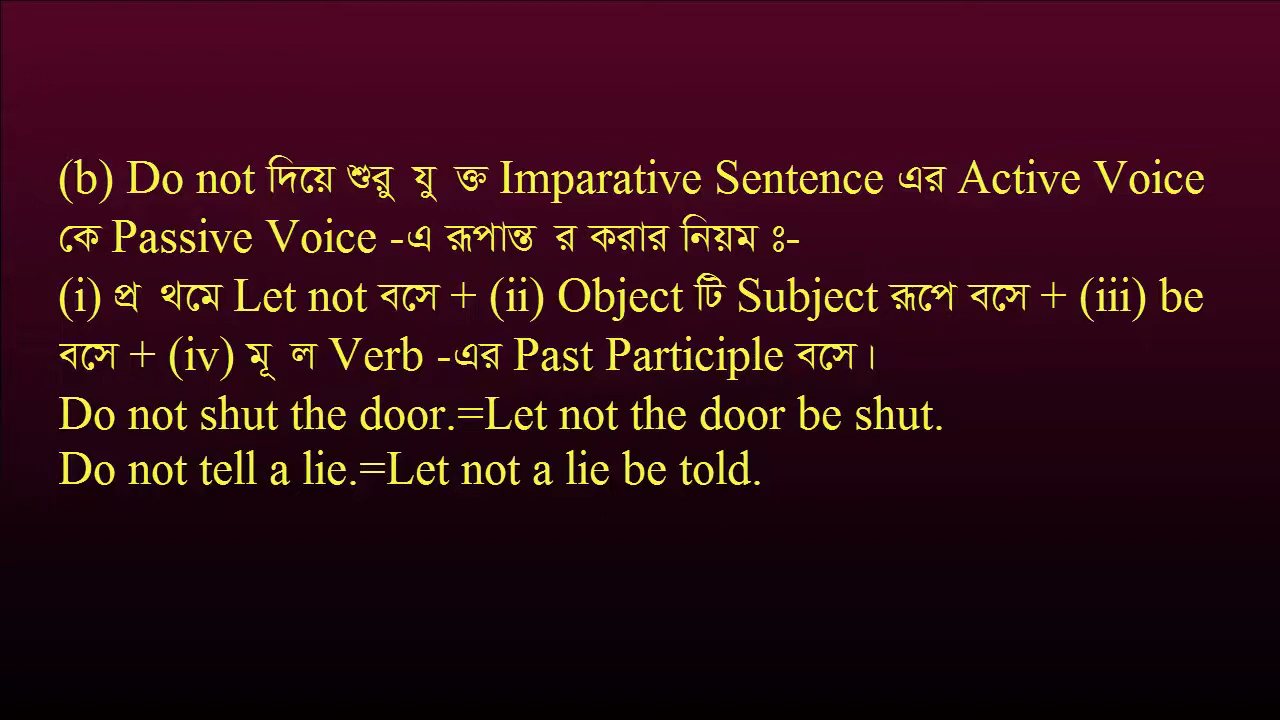 (b) Do not দিয়ে শুরু যুক্ত Imparative Sentence এর Active Voice
কে Passive Voice -এ রূপান্তর করার নিয়ম ঃ-
(i) প্রথমে Let not বসে + (ii) Object টি Subject রূপে বসে + (iii) be
বসে + (iv) মূল Verb -এর Past Participle বসে।
Do not shut the door.=Let not the door be shut.
Do not tell a lie.=Let not a lie be told.